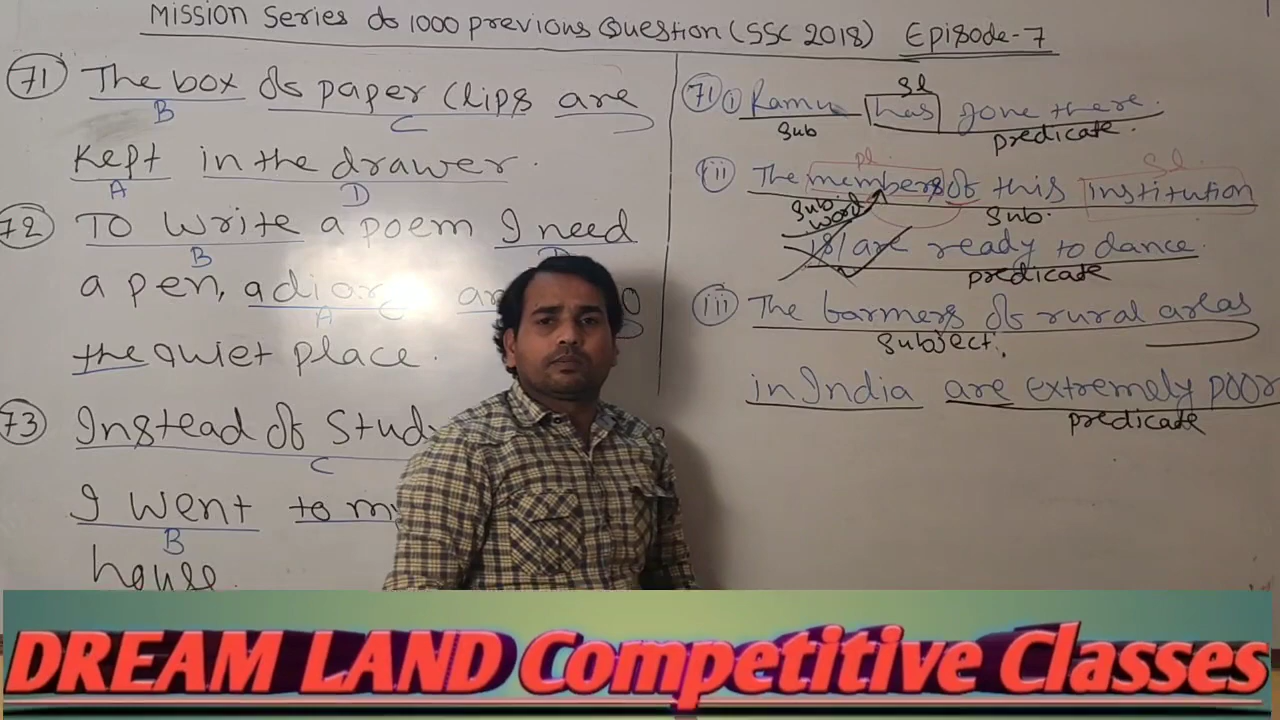 Mission Series of 1000 previous Question (SSC 2018) Episode-7
71 The box of paper clips are
B C
kept in the drawer.
A D
72 To write a poem I need
B D
a pen, a diary
A
the quiet place.
73 Instead of
C
I went to
B
house.
71 i Ramu has gone there.
Sl
Sub predicate.
ii The members of this institution
pl. Sl.
Sub. word Sub.
is/are ready to dance.
predicate
iii The farmers of rural areas
subject.
in India are extremely poor
predicate
DREAM LAND Competitive Classes